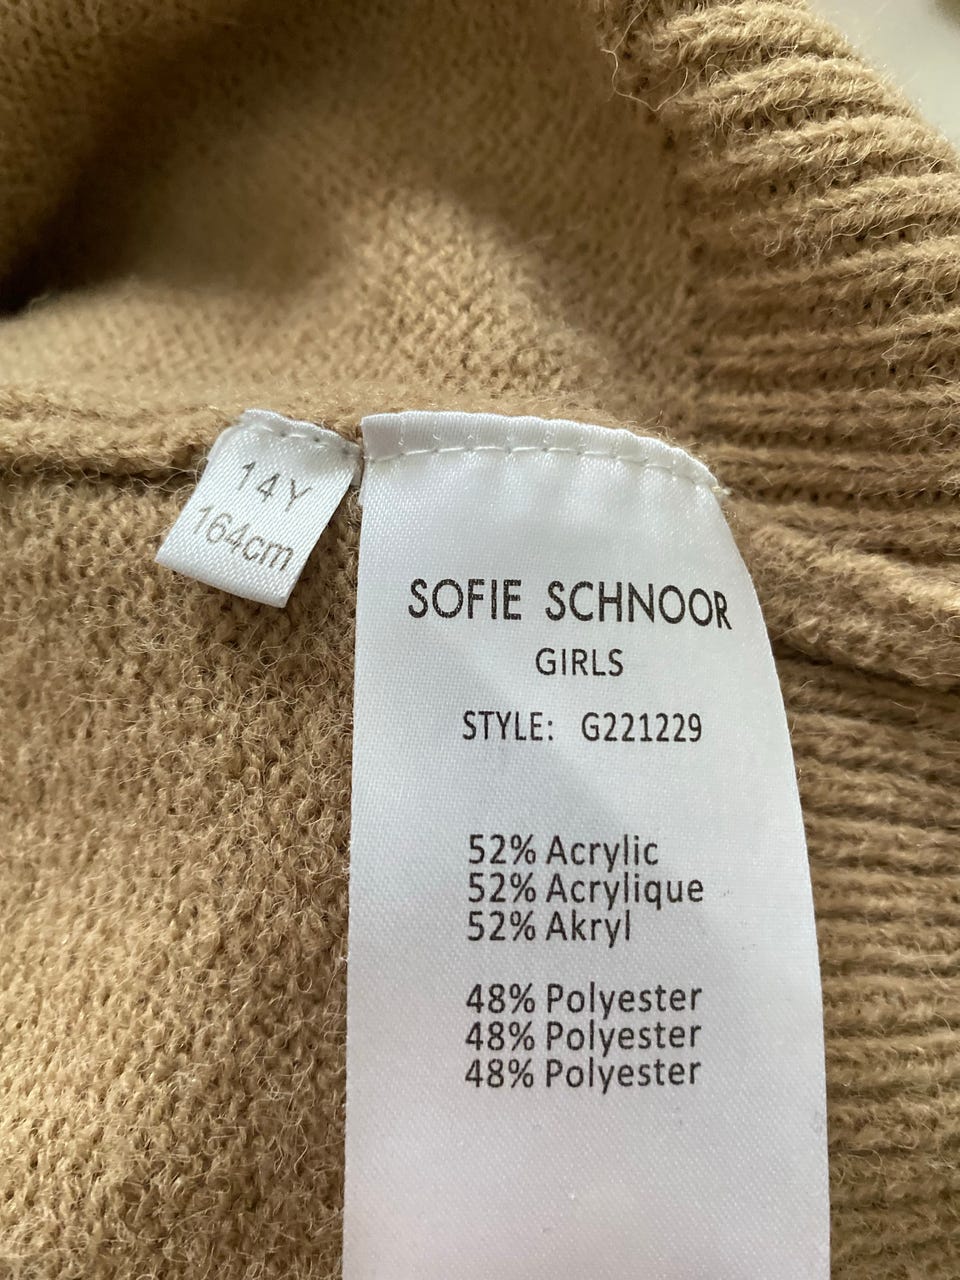 14Y
164cm
SOFIE SCHNOOR
GIRLS
STYLE: G221229
52% Acrylic
52% Acrylique
52% Akryl
48% Polyester
48% Polyester
48% Polyester